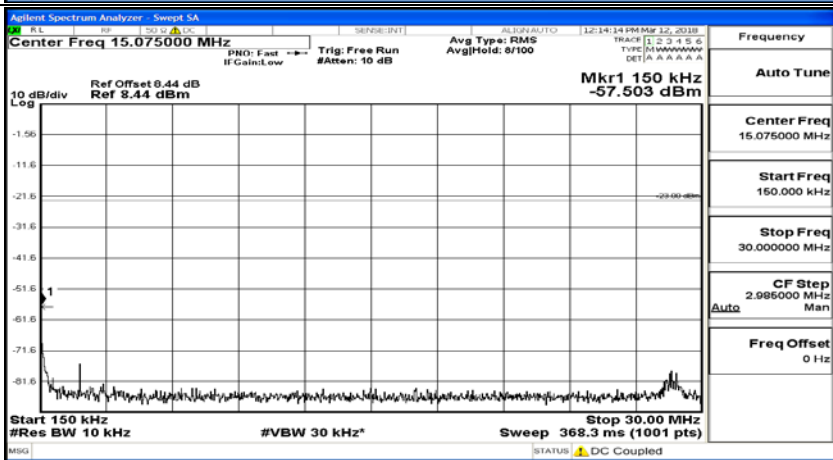 Agilent Spectrum Analyzer - Swept SA
RL RF 50 Ω DC SENSE:INT ALIGN AUTO 12:14:14 PM Mar 12, 2018
Center Freq 15.075000 MHz
PNO: Fast
IFGain:Low
Trig: Free Run
#Atten: 10 dB
Avg Type: RMS
Avg|Hold: 8/100
TRACE 1 2 3 4 5 6
TYPE M W W W W W
DET A A A A A A
Ref Offset 8.44 dB
10 dB/div Ref 8.44 dBm
Log
Mkr1 150 kHz
-57.503 dBm
-1.56
-11.6
-21.6
-31.6
-41.6
-51.6
-61.6
-71.6
-81.6
-23.00 dBm
1
Start 150 kHz Stop 30.00 MHz
#Res BW 10 kHz #VBW 30 kHz* Sweep 368.3 ms (1001 pts)
MSG STATUS DC Coupled
Frequency
Auto Tune
Center Freq
15.075000 MHz
Start Freq
150.000 kHz
Stop Freq
30.000000 MHz
CF Step
2.985000 MHz
Auto Man
Freq Offset
0 Hz